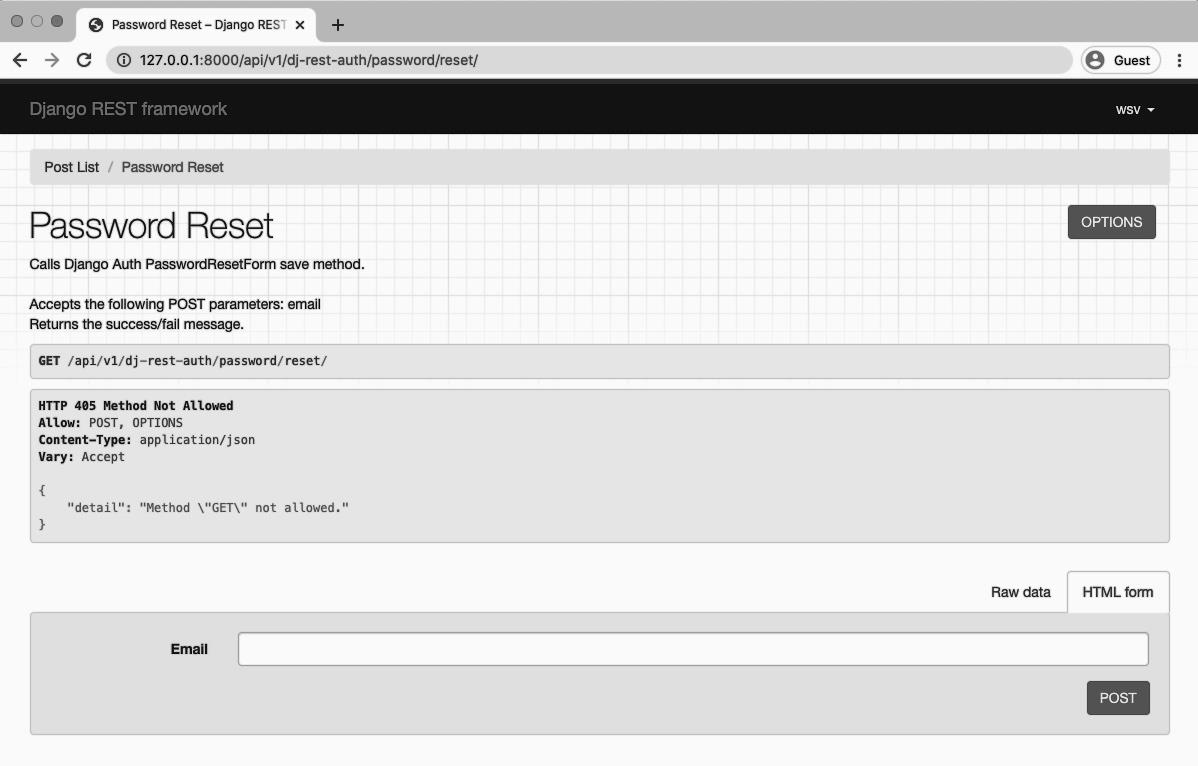 Password Reset – Django REST
127.0.0.1:8000/api/v1/dj-rest-auth/password/reset/
Guest
Django REST framework
wsv
Post List / Password Reset
Password Reset
OPTIONS
Calls Django Auth PasswordResetForm save method.
Accepts the following POST parameters: email
Returns the success/fail message.
GET /api/v1/dj-rest-auth/password/reset/
HTTP 405 Method Not Allowed
Allow: POST, OPTIONS
Content-Type: application/json
Vary: Accept
{
    "detail": "Method \"GET\" not allowed."
}
Raw data
HTML form
Email
POST